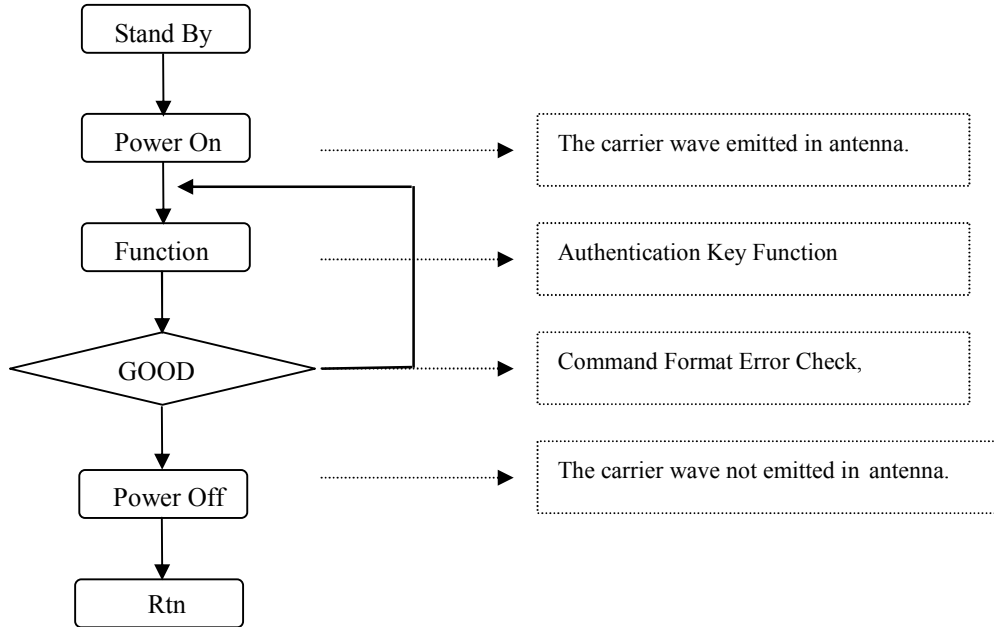 Stand By
Power On
The carrier wave emitted in antenna.
Function
Authentication Key Function
GOOD
Command Format Error Check,
Power Off
The carrier wave not emitted in antenna.
Rtn